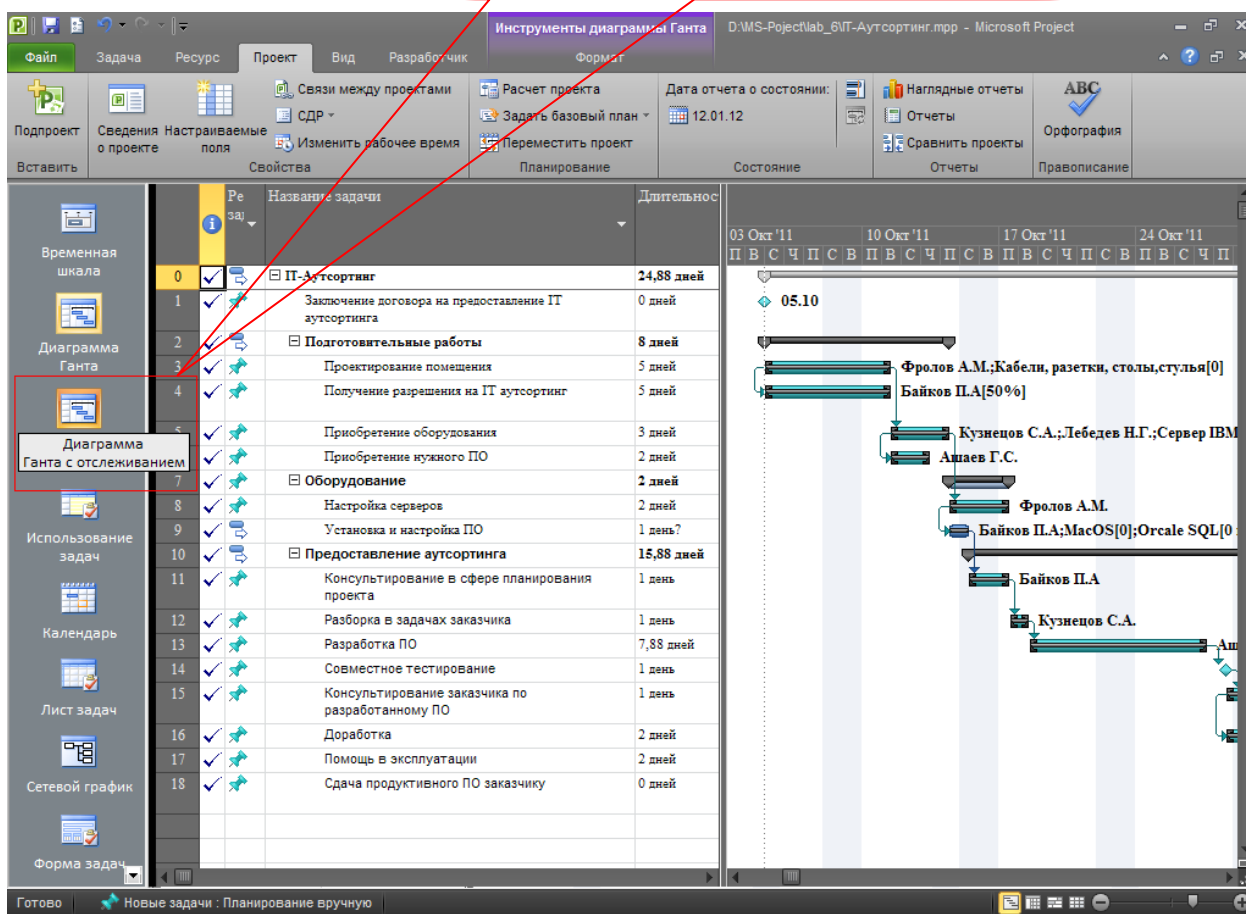 Инструменты диаграммы Ганта
D:\MS-Poject\lab_6\IT-Аутсортинг.mpp - Microsoft Project
Файл Задача Ресурс Проект Вид Разработчик Формат
Подпроект
Сведения о проекте
Настраиваемые поля
Связи между проектами
СДР
Изменить рабочее время
Расчет проекта
Задать базовый план
Переместить проект
Дата отчета о состоянии:
12.01.12
Наглядные отчеты
Отчеты
Сравнить проекты
ABC
Орфография
Вставить Свойства Планирование Состояние Отчеты Правописание
Временная шкала
Диаграмма Ганта
Диаграмма
Ганта с отслеживанием
Использование задач
Календарь
Лист задач
Сетевой график
Форма задач
Ре
за
Название задачи
Длительнос
03 Окт '11 10 Окт '11 17 Окт '11 24 Окт '11
П В С Ч П С В П В С Ч П С В П В С Ч П С В П В С Ч П
0 IT-Аутсортинг 24,88 дней
1 Заключение договора на предоставление IT аутсортинга 0 дней
05.10
2 Подготовительные работы 8 дней
3 Проектирование помещения 5 дней
Фролов А.М.;Кабели, разетки, столы,стулья[0]
4 Получение разрешения на IT аутсортинг 5 дней
Байков П.А[50%]
5 Приобретение оборудования 3 дней
Кузнецов С.А.;Лебедев Н.Г.;Сервер IBM
6 Приобретение нужного ПО 2 дней
Ашаев Г.С.
7 Оборудование 2 дней
8 Настройка серверов 2 дней
Фролов А.М.
9 Установка и настройка ПО 1 день?
Байков П.А;MacOS[0];Orcale SQL[0
10 Предоставление аутсортинга 15,88 дней
11 Консультирование в сфере планирования проекта 1 день
Байков П.А
12 Разборка в задачах заказчика 1 день
Кузнецов С.А.
13 Разработка ПО 7,88 дней
Аш
14 Совместное тестирование 1 день
15 Консультирование заказчика по разработанному ПО 1 день
16 Доработка 2 дней
17 Помощь в эксплуатации 2 дней
18 Сдача продуктивного ПО заказчику 0 дней
Готово Новые задачи : Планирование вручную